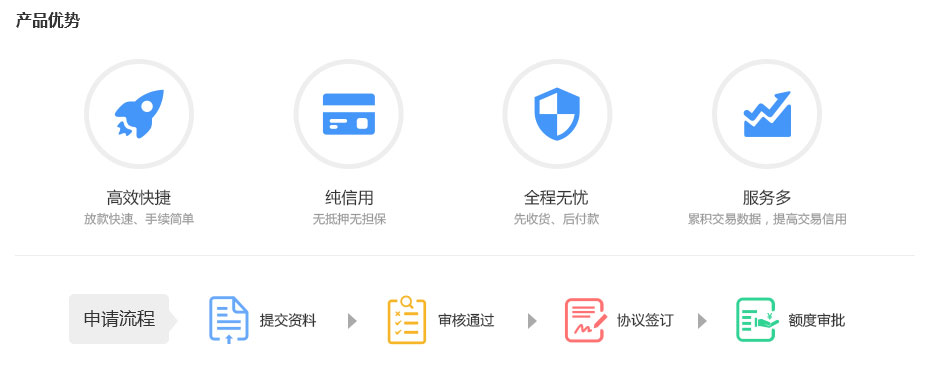 产品优势
高效快捷
放款快速、手续简单
纯信用
无抵押无担保
全程无忧
先收货、后付款
服务多
累积交易数据，提高交易信用
申请流程
提交资料
审核通过
协议签订
额度审批